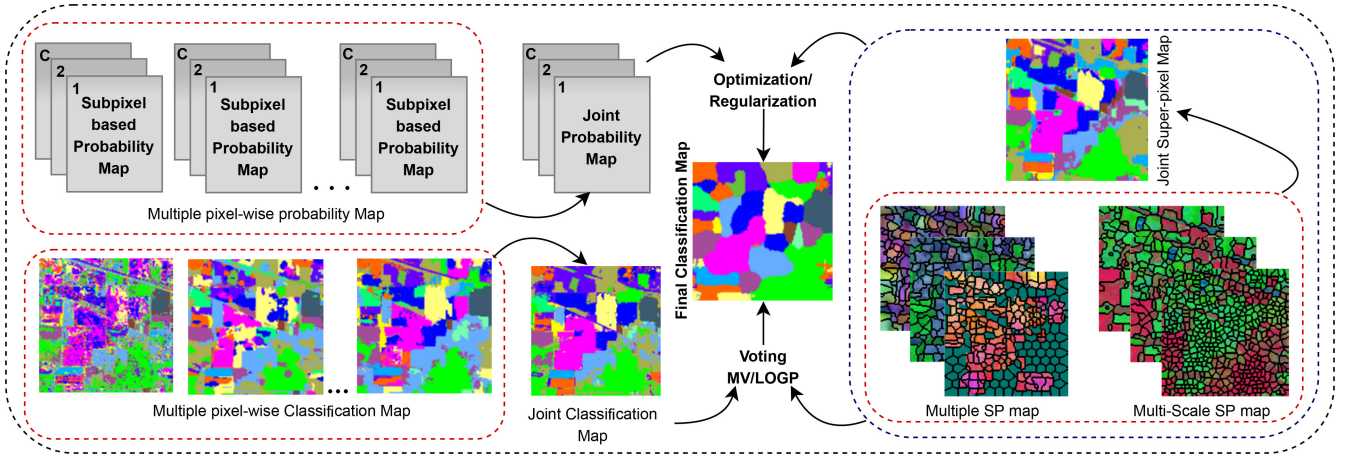 C
2
1
Subpixel
based
Probability
Map
C
2
1
Subpixel
based
Probability
Map
. . .
C
2
1
Subpixel
based
Probability
Map
Multiple pixel-wise probability Map
C
2
1
Joint
Probability
Map
Optimization/
Regularization
Joint Super-pixel Map
Final Classification Map
...
Multiple pixel-wise Classification Map
Joint Classification
Map
Voting
MV/LOGP
Multiple SP map
Multi-Scale SP map